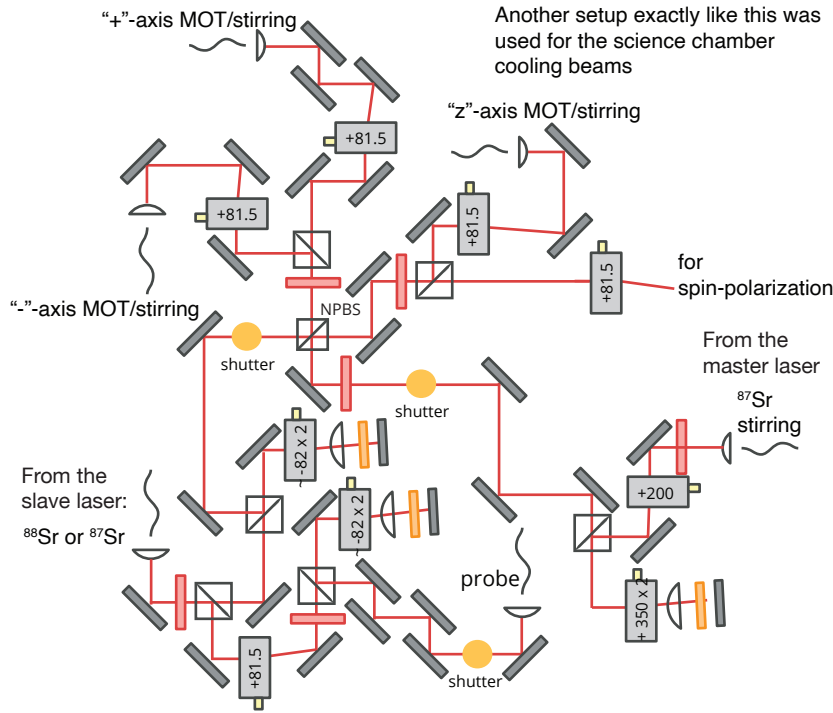 "+"-axis MOT/stirring
Another setup exactly like this was
used for the science chamber
cooling beams
"z"-axis MOT/stirring
+81.5
+81.5
+81.5
+81.5
for
spin-polarization
"-"-axis MOT/stirring
NPBS
shutter
From the
master laser
⁸⁷Sr
stirring
shutter
~ -82 x 2
From the
slave laser:
⁸⁸Sr or ⁸⁷Sr
~ -82 x 2
+200
probe
+ 350 x 2
+81.5
shutter